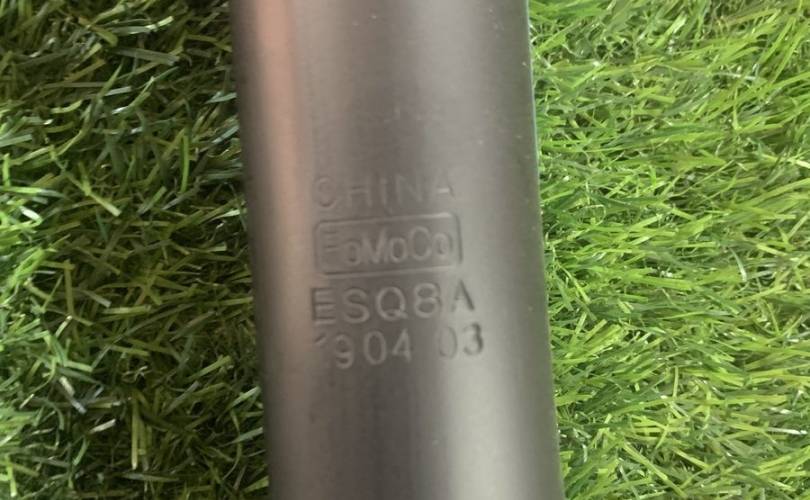 CHINA
FoMoCo
ESQ8A
1904 03